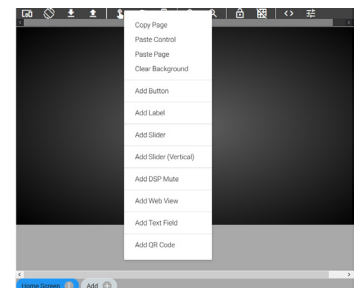 Copy Page
Paste Control
Paste Page
Clear Background
Add Button
Add Label
Add Slider
Add Slider (Vertical)
Add DSP Mute
Add Web View
Add Text Field
Add QR Code
Home Screen
Add